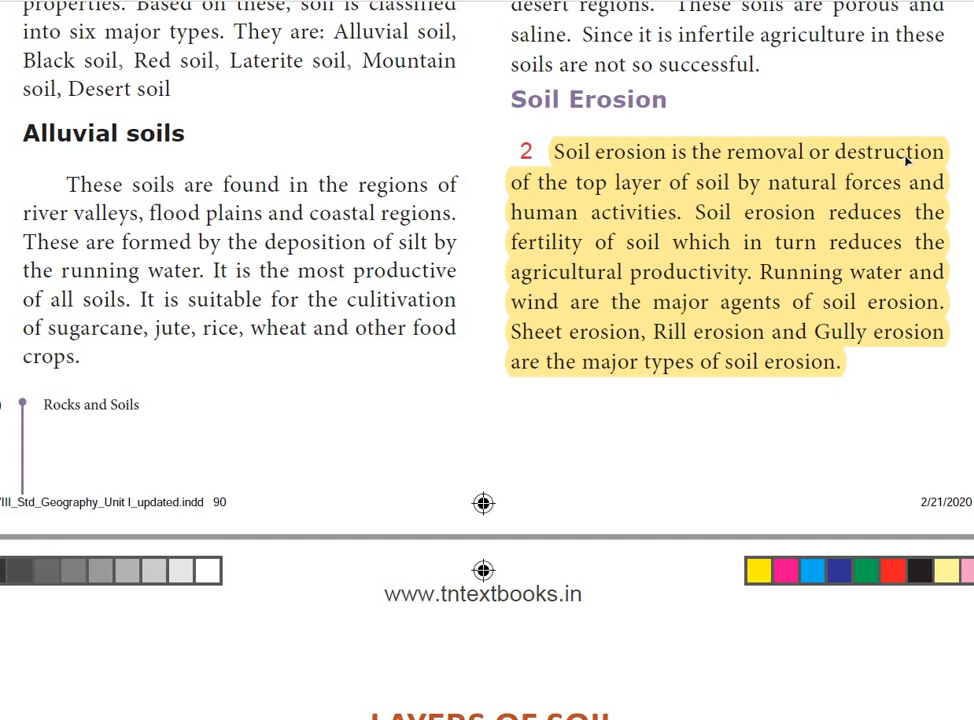 properties. Based on these, soil is classified
into six major types. They are: Alluvial soil,
Black soil, Red soil, Laterite soil, Mountain
soil, Desert soil
Alluvial soils
These soils are found in the regions of
river valleys, flood plains and coastal regions.
These are formed by the deposition of silt by
the running water. It is the most productive
of all soils. It is suitable for the culitivation
of sugarcane, jute, rice, wheat and other food
crops.
desert regions. These soils are porous and
saline. Since it is infertile agriculture in these
soils are not so successful.
Soil Erosion
2 Soil erosion is the removal or destruction
of the top layer of soil by natural forces and
human activities. Soil erosion reduces the
fertility of soil which in turn reduces the
agricultural productivity. Running water and
wind are the major agents of soil erosion.
Sheet erosion, Rill erosion and Gully erosion
are the major types of soil erosion.
Rocks and Soils
VIII_Std_Geography_Unit I_updated.indd 90
2/21/2020
www.tntextbooks.in
LAYERS OF SOIL